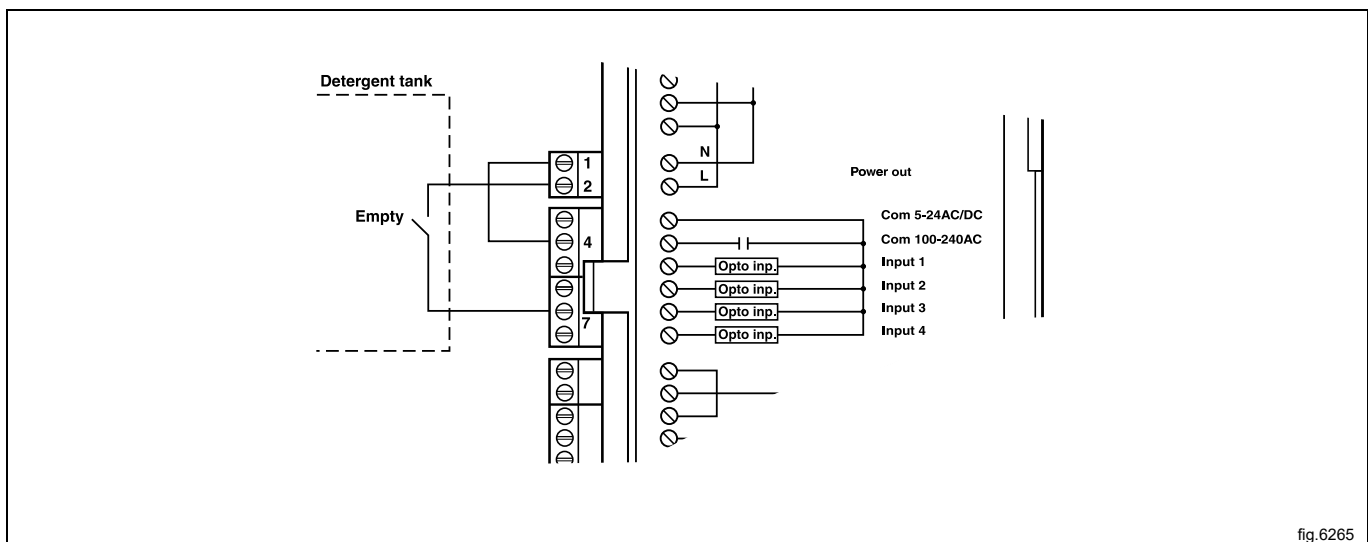 Detergent tank
Empty
1
2
4
7
N
L
Power out
Com 5-24AC/DC
Com 100-240AC
Opto inp. Input 1
Opto inp. Input 2
Opto inp. Input 3
Opto inp. Input 4
fig.6265